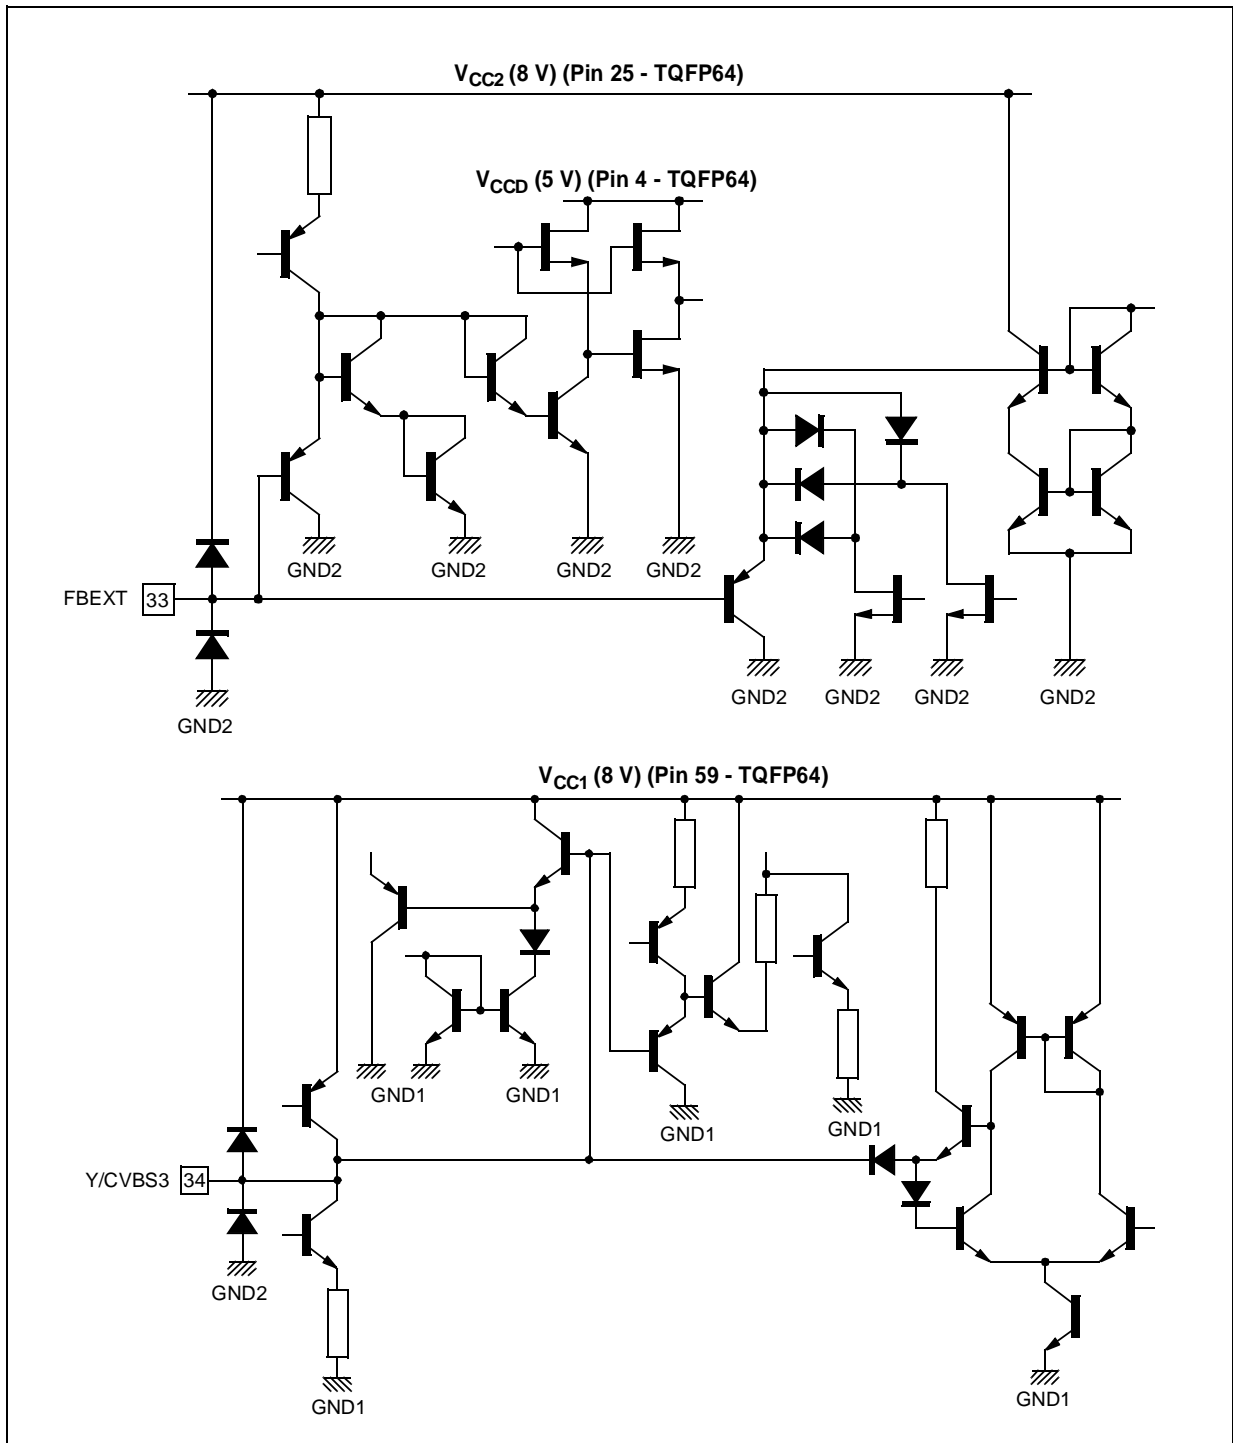 VCC2 (8 V) (Pin 25 - TQFP64)
VCCD (5 V) (Pin 4 - TQFP64)
GND2 GND2 GND2 GND2
FBEXT 33
GND2 GND2 GND2 GND2
GND2
VCC1 (8 V) (Pin 59 - TQFP64)
GND1 GND1
GND1 GND1
Y/CVBS3 34
GND2
GND1 GND1